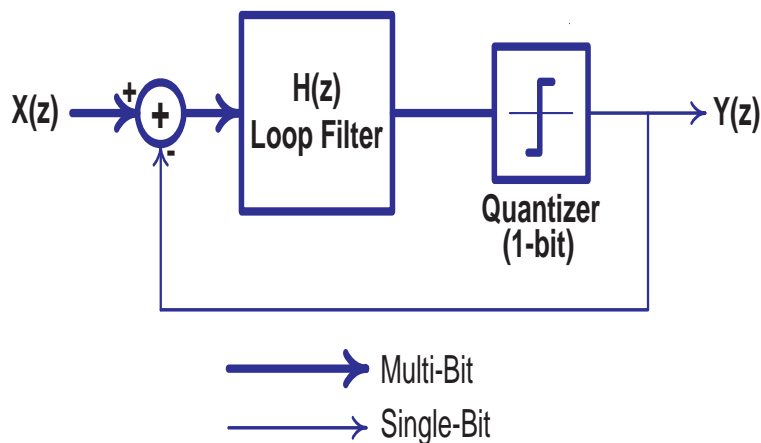 X(z)
+
+
-
H(z)
Loop Filter
Quantizer
(1-bit)
Y(z)
Multi-Bit
Single-Bit